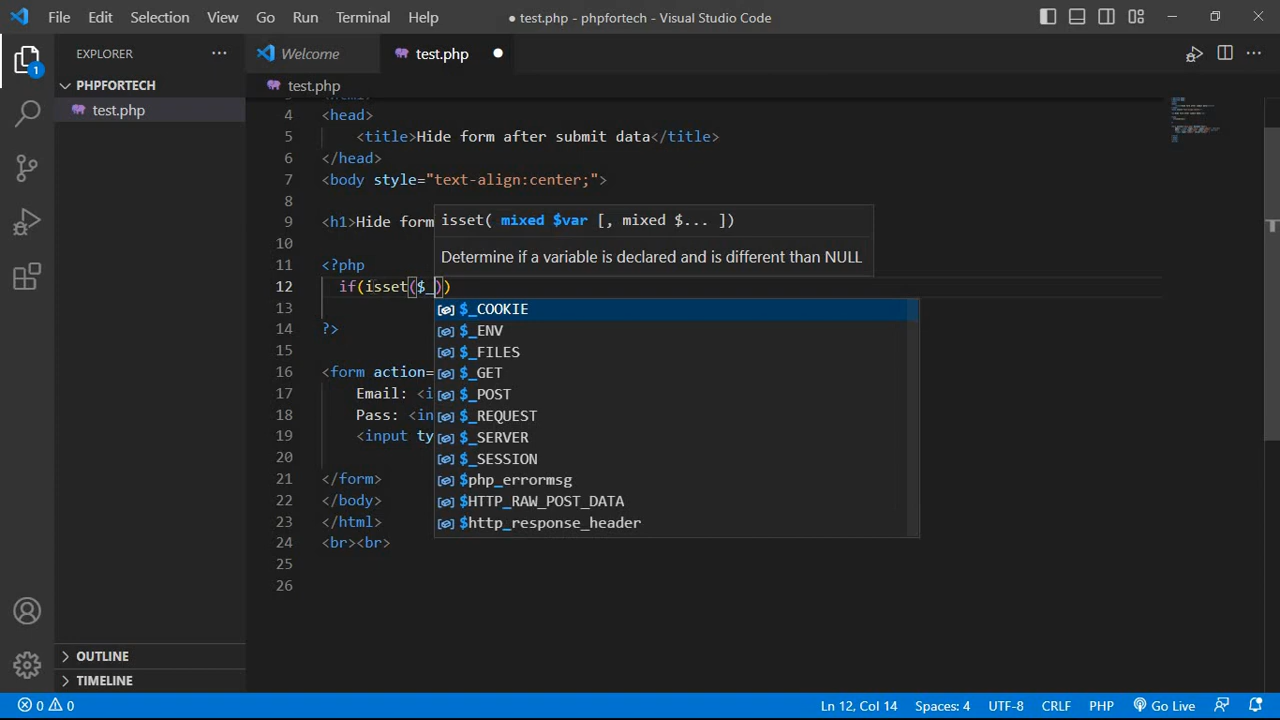 File Edit Selection View Go Run Terminal Help ● test.php - phpfortech - Visual Studio Code
EXPLORER
Welcome
test.php
1
PHPFORTECH
test.php
test.php
4 <head>
5 <title>Hide form after submit data</title>
6 </head>
7 <body style="text-align:center;">
8
9 <h1>Hide form
isset( mixed $var [, mixed $... ])
10
Determine if a variable is declared and is different than NULL
11 <?php
12 if(isset($_))
13
14 ?>
15
16 <form action=
17 Email: <i
18 Pass: <in
19 <input ty
20
21 </form>
22 </body>
23 </html>
24 <br><br>
25
26
$_COOKIE
$_ENV
$_FILES
$_GET
$_POST
$_REQUEST
$_SERVER
$_SESSION
$php_errormsg
$HTTP_RAW_POST_DATA
$http_response_header
OUTLINE
TIMELINE
0 0 Ln 12, Col 14 Spaces: 4 UTF-8 CRLF PHP Go Live